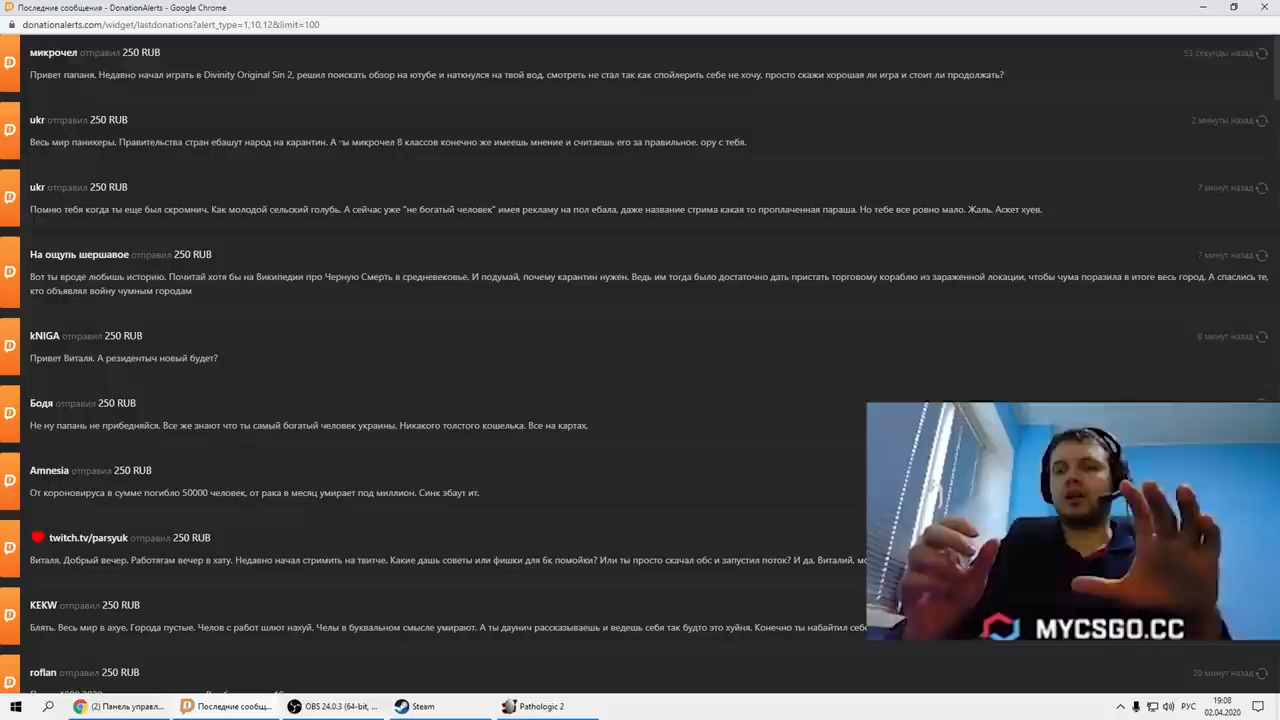 Последние сообщения - DonationAlerts - Google Chrome
donationalerts.com/widget/lastdonations?alert_type=1,10,12&limit=100
микрочел отправил 250 RUB
53 секунды назад
Привет папаня. Недавно начал играть в Divinity Original Sin 2, решил поискать обзор на ютубе и наткнулся на твой вод, смотреть не стал так как спойлерить себе не хочу, просто скажи хорошая ли игра и стоит ли продолжать?
ukr отправил 250 RUB
2 минуты назад
Весь мир паникеры. Правительства стран ебашут народ на карантин. А ты микрочел 8 классов конечно же имеешь мнение и считаешь его за правильное. ору с тебя.
ukr отправил 250 RUB
7 минут назад
Помню тебя когда ты еще был скромнич. Как молодой сельский голубь. А сейчас уже "не богатый человек" имея рекламу на пол ебала, даже название стрима какая то проплаченная параша. Но тебе все ровно мало. Жаль. Аскет хуев.
На ощупь шершавое отправил 250 RUB
7 минут назад
Вот ты вроде любишь историю. Почитай хотя бы на Википедии про Черную Смерть в средневековье. И подумай, почему карантин нужен. Ведь им тогда было достаточно дать пристать торговому кораблю из зараженной локации, чтобы чума поразила в итоге весь город. А спаслись те,
кто объявлял войну чумным городам
kNIGA отправил 250 RUB
8 минут назад
Привет Виталя. А резидентыч новый будет?
Бодя отправил 250 RUB
Не ну папань не прибедняйся. Все же знают что ты самый богатый человек украины. Никакого толстого кошелька. Все на картах.
Amnesia отправил 250 RUB
От короновируса в сумме погибло 50000 человек, от рака в месяц умирает под миллион. Синк эбаут ит.
twitch.tv/parsyuk отправил 250 RUB
Виталя. Добрый вечер. Работягам вечер в хату. Недавно начал стримить на твитче. Какие дашь советы или фишки для 6к помойки? Или ты просто скачал обс и запустил поток? И да, Виталий,
KEKW отправил 250 RUB
Блять. Весь мир в ахуе. Города пустые. Челов с работ шлют нахуй. Челы в буквальном смысле умирают. А ты даунич рассказываешь и ведешь себя так будто это хуйня. Конечно ты набайтил
MYCSGO.CC
rofian отправил 250 RUB
20 минут назад
(2) Панель управл...
Последние сообщ...
OBS 24.0.3 (64-bit, ...
Steam
Pathologic 2
РУС
19:08
02.04.2020